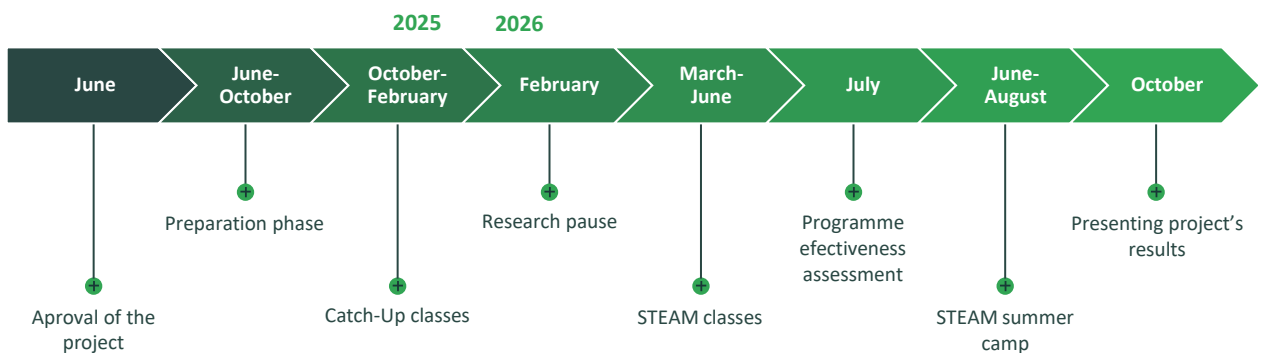 2025
2026
June
June-
October
October-
February
February
March-
June
July
June-
August
October
Preparation phase
Research pause
Programme
efectiveness
assessment
Presenting project's
results
Aproval of the
project
Catch-Up classes
STEAM classes
STEAM summer
camp